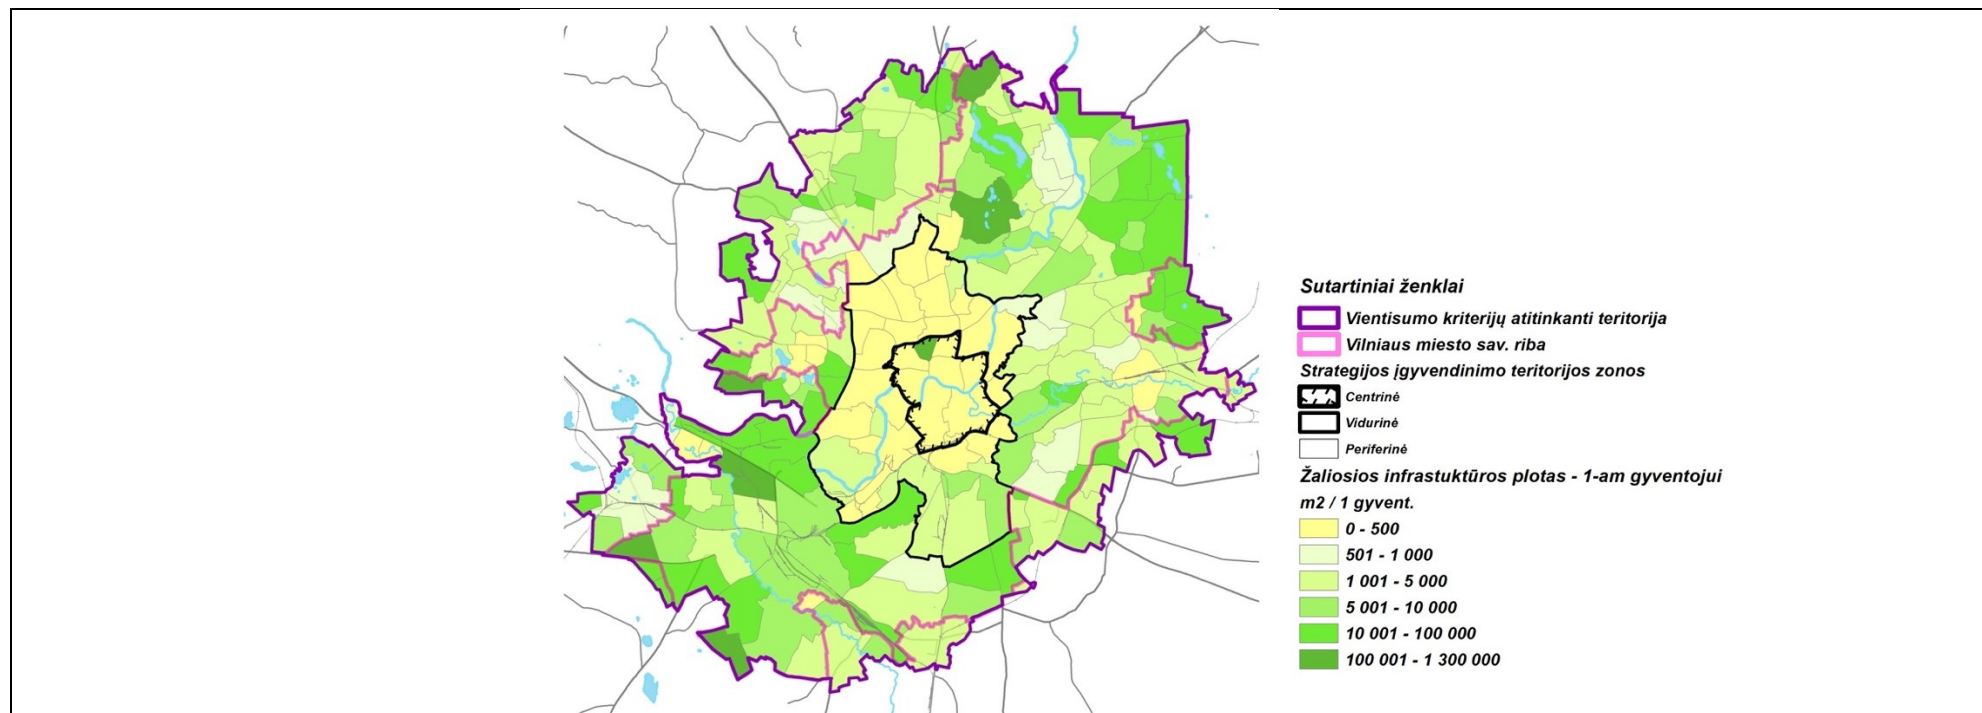 Sutartiniai ženklai
Vientisumo kriterijų atitinkanti teritorija
Vilniaus miesto sav. riba
Strategijos įgyvendinimo teritorijos zonos
Centrinė
Vidurinė
Periferinė
Žaliosios infrastuktūros plotas - 1-am gyventojui
m2 / 1 gyvent.
0 - 500
501 - 1 000
1 001 - 5 000
5 001 - 10 000
10 001 - 100 000
100 001 - 1 300 000